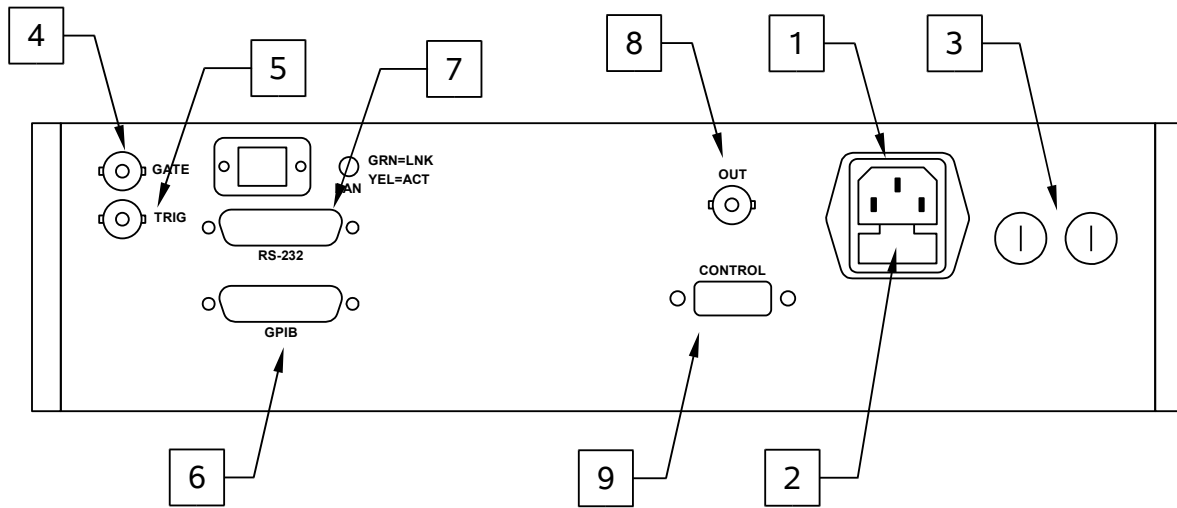 4
5
7
8
1
3
GATE
GRN=LNK
YEL=ACT
TRIG
RS-232
GPIB
OUT
CONTROL
6
9
2